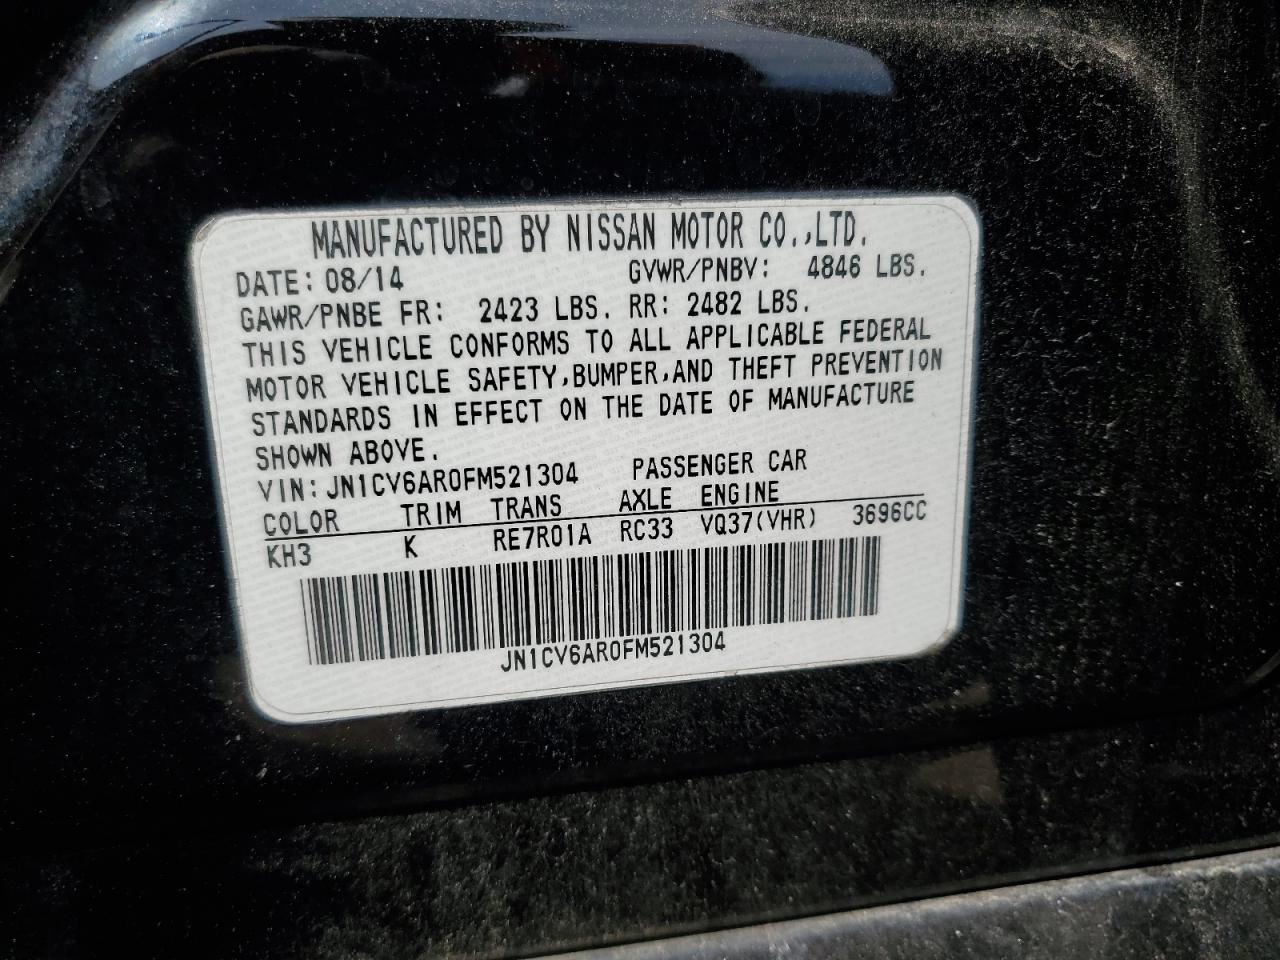 MANUFACTURED BY NISSAN MOTOR CO.,LTD.
DATE: 08/14 GVWR/PNBV: 4846 LBS.
GAWR/PNBE FR: 2423 LBS. RR: 2482 LBS.
THIS VEHICLE CONFORMS TO ALL APPLICABLE FEDERAL
MOTOR VEHICLE SAFETY,BUMPER,AND THEFT PREVENTION
STANDARDS IN EFFECT ON THE DATE OF MANUFACTURE
SHOWN ABOVE.
VIN: JN1CV6AR0FM521304 PASSENGER CAR
COLOR TRIM TRANS AXLE ENGINE
KH3 K RE7R01A RC33 VQ37(VHR) 3696CC
JN1CV6AR0FM521304